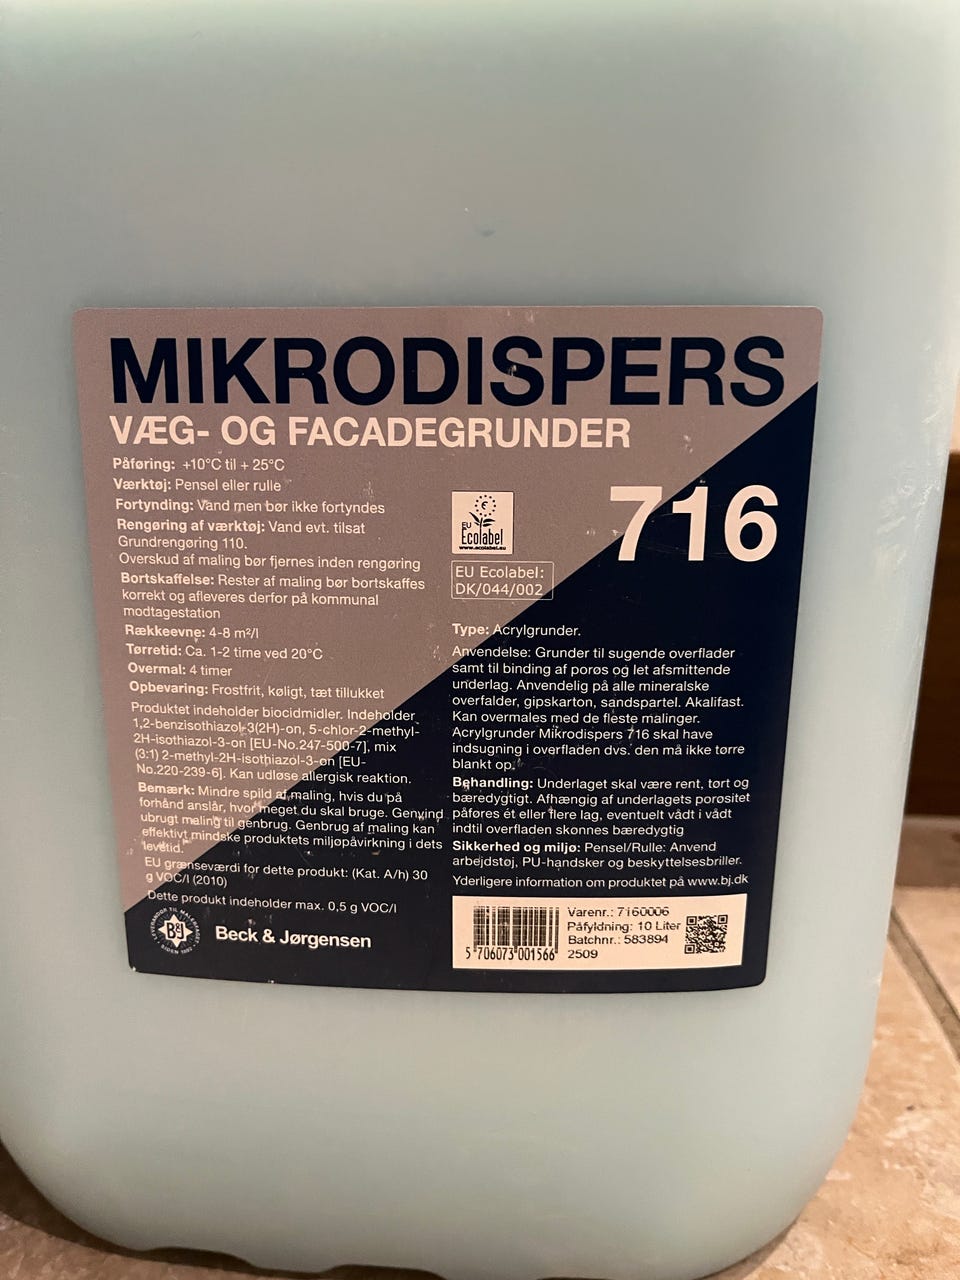 MIKRODISPERS
VÆG- OG FACADEGRUNDER
716
Påføring: +10°C til + 25°C
Værktøj: Pensel eller rulle
Fortynding: Vand men bør ikke fortyndes
Rengøring af værktøj: Vand evt. tilsat
Grundrengøring 110.
Overskud af maling bør fjernes inden rengøring
Bortskaffelse: Rester af maling bør bortskaffes
korrekt og afleveres derfor på kommunal
modtagestation
Rækkeevne: 4-8 m²/l
Tørretid: Ca. 1-2 time ved 20°C
Overmal: 4 timer
Opbevaring: Frostfrit, køligt, tæt tillukket
Produktet indeholder biocidmidler. Indeholder
1,2-benzisothiazol-3(2H)-on, 5-chlor-2-methyl-
2H-isothiazol-3-on [EU-No.247-500-7], mix
(3:1) 2-methyl-2H-isothiazol-3-on [EU-
No.220-239-6]. Kan udløse allergisk reaktion.
Bemærk: Mindre spild af maling, hvis du på
forhånd anslår, hvor meget du skal bruge. Genvind
ubrugt maling til genbrug. Genbrug af maling kan
effektivt mindske produktets miljøpåvirkning i dets
levetid.
EU grænseværdi for dette produkt: (Kat. A/h) 30
g VOC/l (2010)
Dette produkt indeholder max. 0,5 g VOC/l
LEVERANDØR TIL MALERMESTRE
B&J
SIDEN 1892
Beck & Jørgensen
EU
Ecolabel
www.ecolabel.eu
EU Ecolabel:
DK/044/002
Type: Acrylgrunder.
Anvendelse: Grunder til sugende overflader
samt til binding af porøs og let afsmittende
underlag. Anvendelig på alle mineralske
overfalder, gipskarton, sandspartel. Akalifast.
Kan overmales med de fleste malinger.
Acrylgrunder Mikrodispers 716 skal have
indsugning i overfladen dvs. den må ikke tørre
blankt op.
Behandling: Underlaget skal være rent, tørt og
bæredygtigt. Afhængig af underlagets porøsitet
påføres ét eller flere lag, eventuelt vådt i vådt
indtil overfladen skønnes bæredygtig
Sikkerhed og miljø: Pensel/Rulle: Anvend
arbejdstøj, PU-handsker og beskyttelsesbriller.
Yderligere information om produktet på www.bj.dk
5 706073 001566
Varenr.: 7160006
Påfyldning: 10 Liter
Batchnr.: 583894
2509